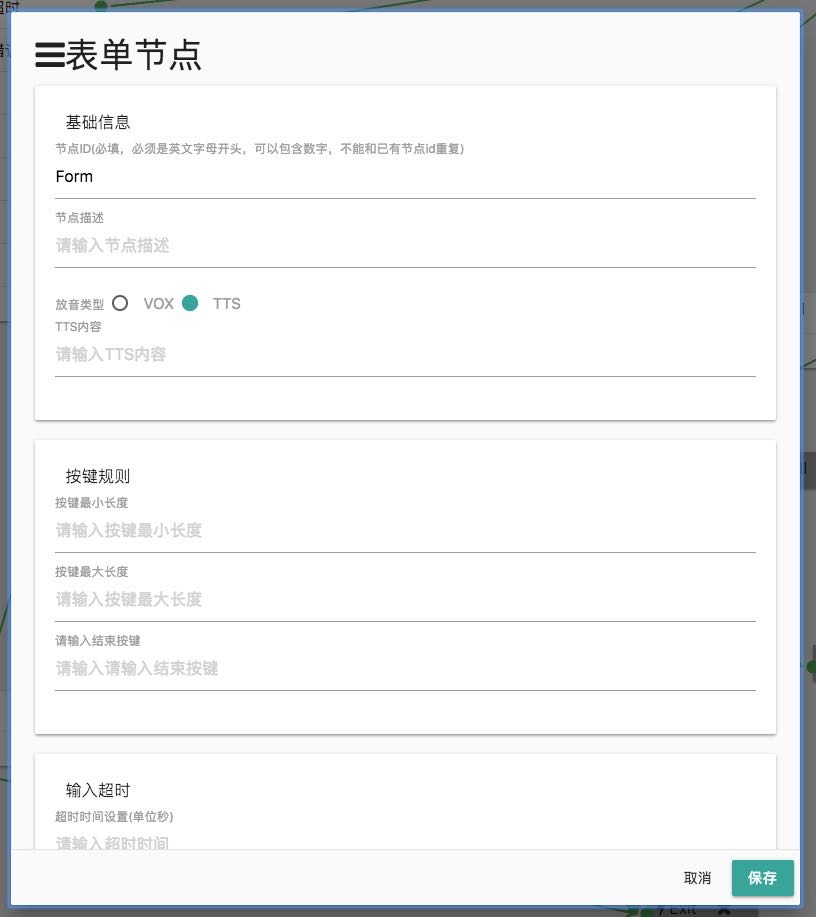 超时
表单节点
基础信息
节点ID(必填，必须是英文字母开头，可以包含数字，不能和已有节点id重复)
Form
节点描述
请输入节点描述
放音类型 VOX TTS
TTS内容
请输入TTS内容
按键规则
按键最小长度
请输入按键最小长度
按键最大长度
请输入按键最大长度
请输入结束按键
请输入请输入结束按键
输入超时
超时时间设置(单位秒)
请输入超时时间
取消 保存
Exit